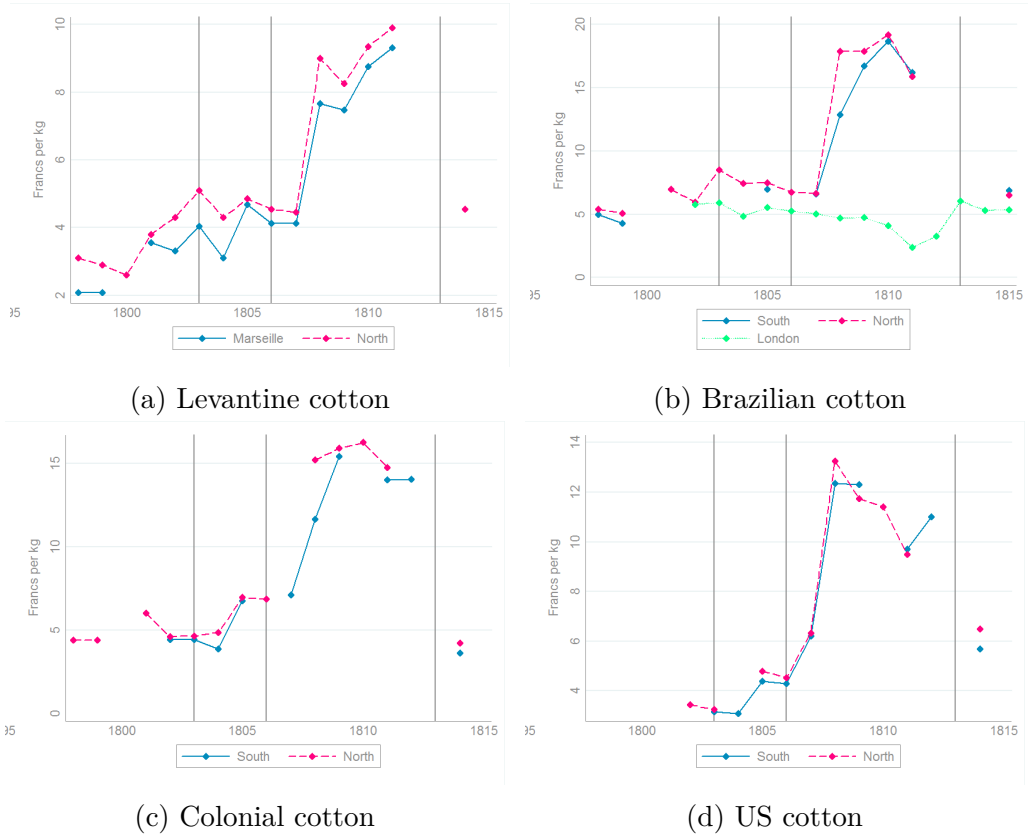 Francs per kg
10
8
6
4
2
95
1800
1805
1810
1815
Marseille
North
(a) Levantine cotton
Francs per kg
20
15
10
5
0
95
1800
1805
1810
1815
South
North
London
(b) Brazilian cotton
Francs per kg
15
10
5
0
95
1800
1805
1810
1815
South
North
(c) Colonial cotton
Francs per kg
14
12
10
8
6
4
95
1800
1805
1810
1815
South
North
(d) US cotton